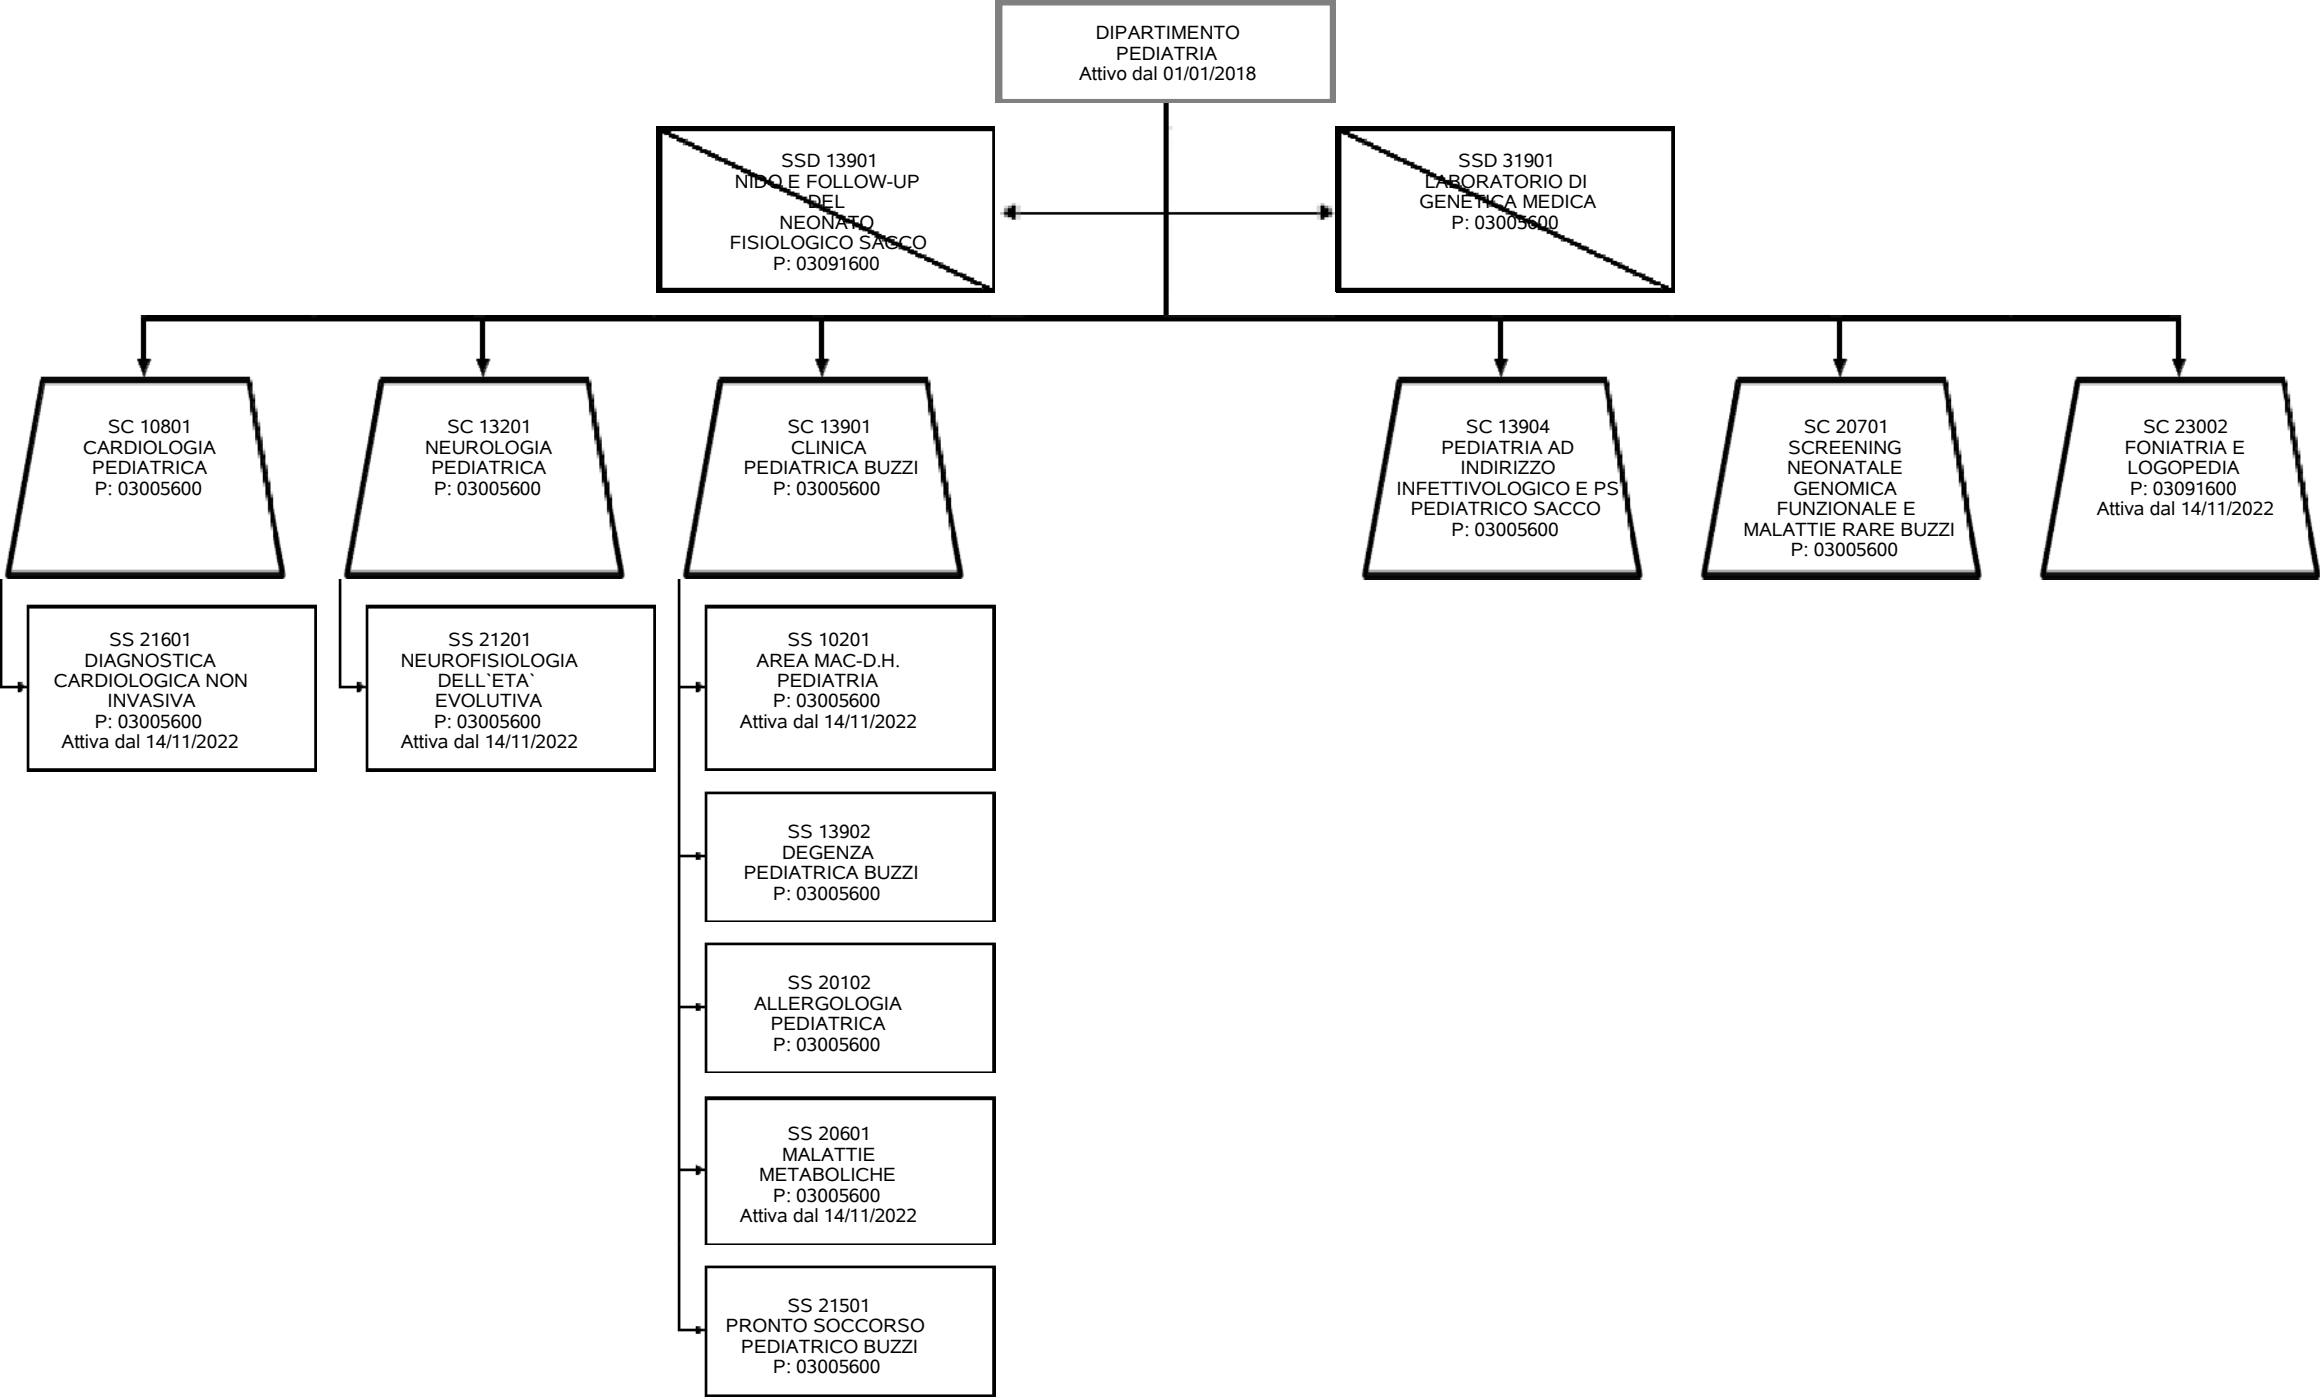 DIPARTIMENTO
PEDIATRIA
Attivo dal 01/01/2018
SSD 13901
NIDO E FOLLOW-UP
DEL
NEONATO
FISIOLOGICO SACCO
P: 03091600
SSD 31901
LABORATORIO DI
GENETICA MEDICA
P: 03005600
SC 10801
CARDIOLOGIA
PEDIATRICA
P: 03005600
SC 13201
NEUROLOGIA
PEDIATRICA
P: 03005600
SC 13901
CLINICA
PEDIATRICA BUZZI
P: 03005600
SC 13904
PEDIATRIA AD
INDIRIZZO
INFETTIVOLOGICO E PS
PEDIATRICO SACCO
P: 03005600
SC 20701
SCREENING
NEONATALE
GENOMICA
FUNZIONALE E
MALATTIE RARE BUZZI
P: 03005600
SC 23002
FONIATRIA E
LOGOPEDIA
P: 03091600
Attiva dal 14/11/2022
SS 21601
DIAGNOSTICA
CARDIOLOGICA NON
INVASIVA
P: 03005600
Attiva dal 14/11/2022
SS 21201
NEUROFISIOLOGIA
DELL`ETA`
EVOLUTIVA
P: 03005600
Attiva dal 14/11/2022
SS 10201
AREA MAC-D.H.
PEDIATRIA
P: 03005600
Attiva dal 14/11/2022
SS 13902
DEGENZA
PEDIATRICA BUZZI
P: 03005600
SS 20102
ALLERGOLOGIA
PEDIATRICA
P: 03005600
SS 20601
MALATTIE
METABOLICHE
P: 03005600
Attiva dal 14/11/2022
SS 21501
PRONTO SOCCORSO
PEDIATRICO BUZZI
P: 03005600